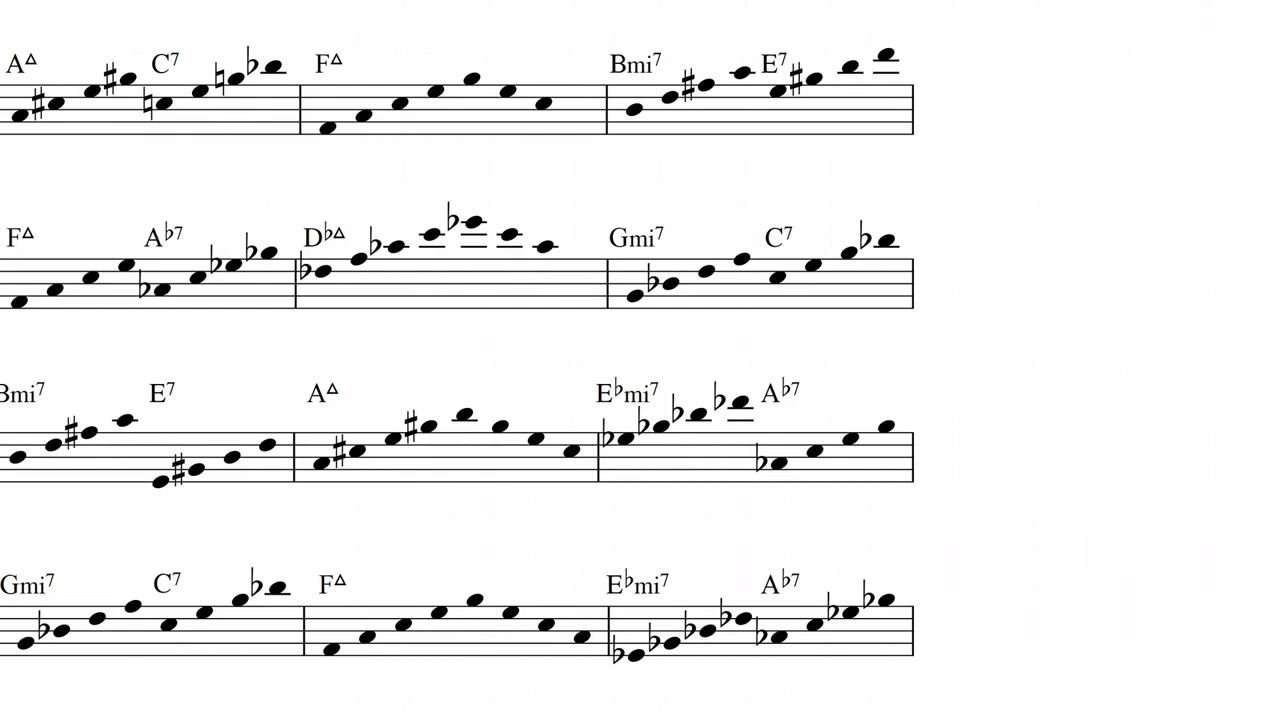 A△ C7 F△ Bmi7 E7
F△ A♭7 D♭△ Gmi7 C7
Bmi7 E7 A△ E♭mi7 A♭7
Gmi7 C7 F△ E♭mi7 A♭7